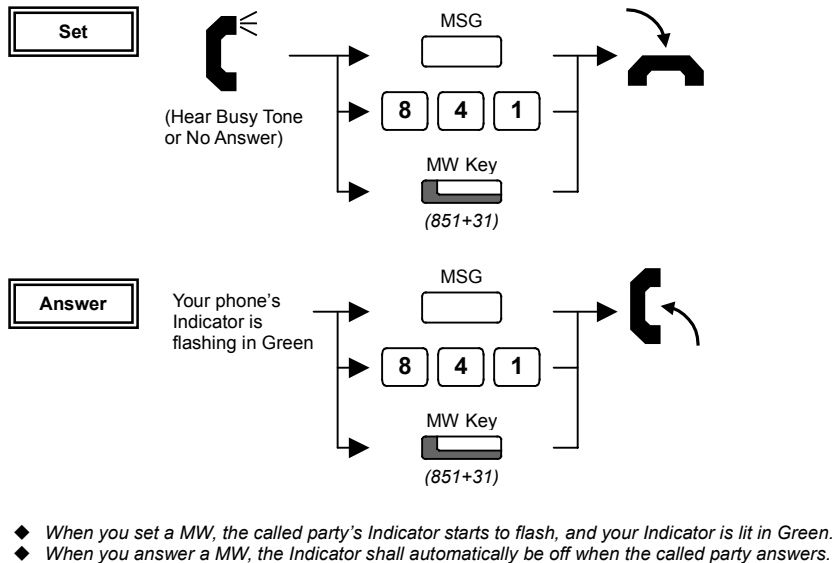 Set
(Hear Busy Tone
or No Answer)
MSG
8 4 1
MW Key
(851+31)
Answer
Your phone's
Indicator is
flashing in Green
MSG
8 4 1
MW Key
(851+31)
◆ When you set a MW, the called party's Indicator starts to flash, and your Indicator is lit in Green.
◆ When you answer a MW, the Indicator shall automatically be off when the called party answers.